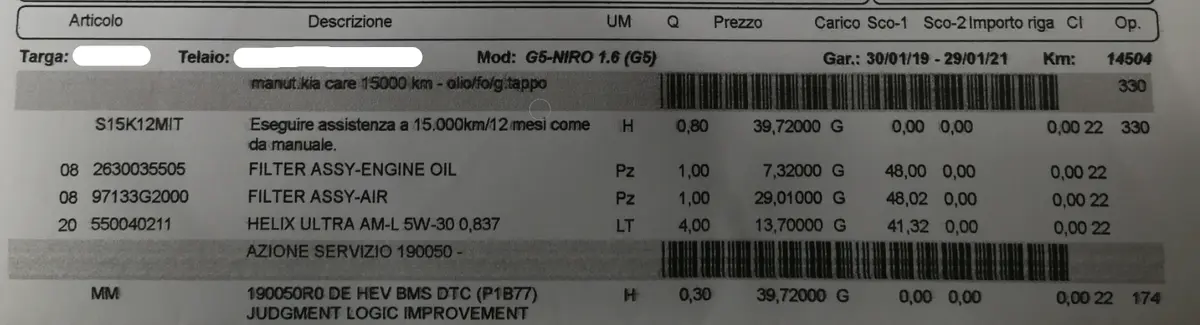 Articolo Descrizione UM Q Prezzo Carico Sco-1 Sco-2 Importo riga CI Op.
Targa: Telaio: Mod: G5-NIRO 1.6 (G5) Gar.: 30/01/19 - 29/01/21 Km: 14504
manut.kia care 15000 km - olio/fo/g.tappo 330
S15K12MIT Eseguire assistenza a 15.000km/12 mesi come H 0,80 39,72000 G 0,00 0,00 0,00 22 330
da manuale.
08 2630035505 FILTER ASSY-ENGINE OIL Pz 1,00 7,32000 G 48,00 0,00 0,00 22
08 97133G2000 FILTER ASSY-AIR Pz 1,00 29,01000 G 48,02 0,00 0,00 22
20 550040211 HELIX ULTRA AM-L 5W-30 0,837 LT 4,00 13,70000 G 41,32 0,00 0,00 22
AZIONE SERVIZIO 190050 -
MM 190050R0 DE HEV BMS DTC (P1B77) H 0,30 39,72000 G 0,00 0,00 0,00 22 174
JUDGMENT LOGIC IMPROVEMENT